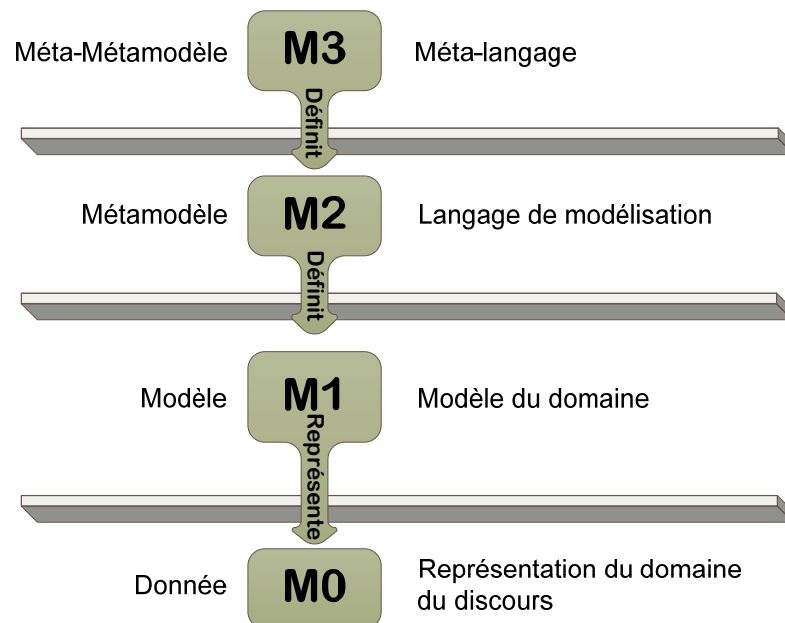 Méta-Métamodèle M3 Méta-langage
Définit
Métamodèle M2 Langage de modélisation
Définit
Modèle M1 Modèle du domaine
Représente
Donnée M0 Représentation du domaine
du discours